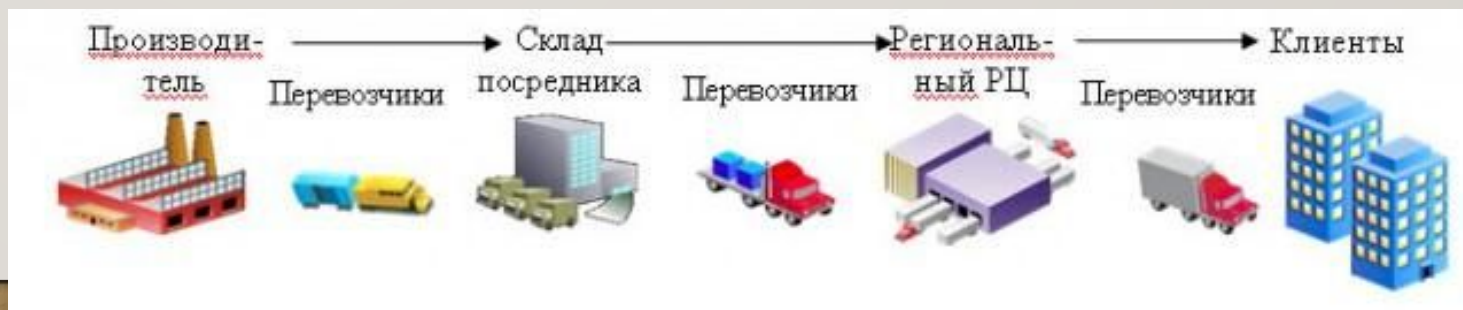 Производи-
тель
Перевозчики
Склад
посредника
Перевозчики
Региональ-
ный РЦ
Перевозчики
Клиенты